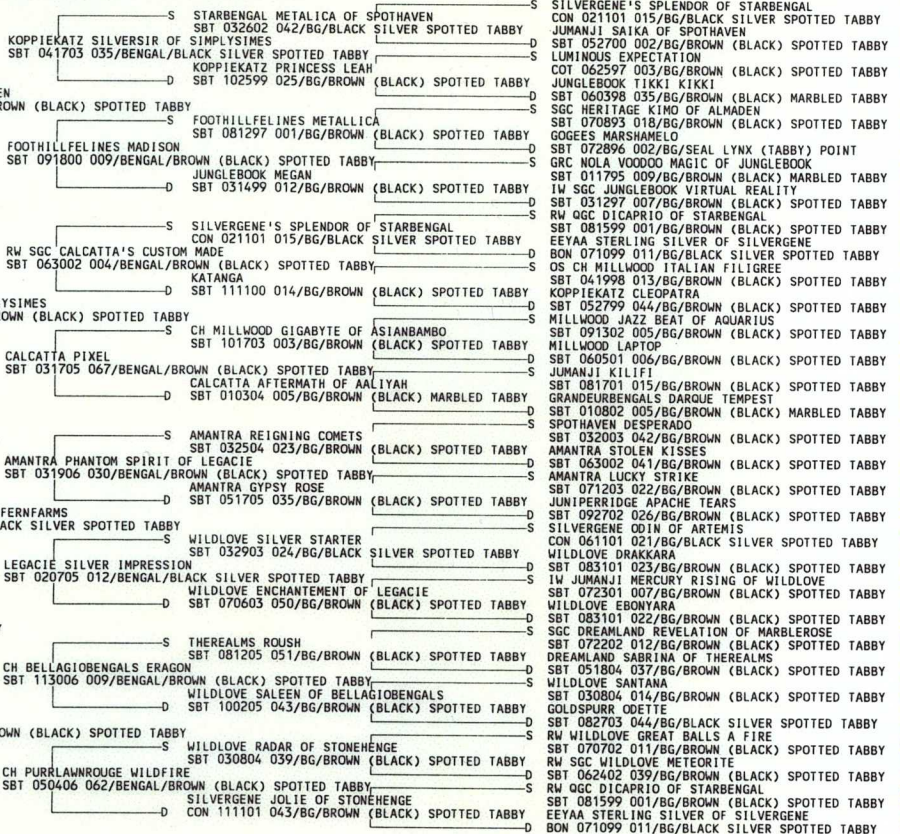 EN
ROWN (BLACK) SPOTTED TABBY
YSIMES
OWN (BLACK) SPOTTED TABBY
FERNFARMS
ACK SILVER SPOTTED TABBY
Y
OWN (BLACK) SPOTTED TABBY
KOPPIEKATZ SILVERSIR OF SIMPLYSIMES
SBT 041703 035/BENGAL/BLACK SILVER SPOTTED TABBY
FOOTHILLFELINES MADISON
SBT 091800 009/BENGAL/BROWN (BLACK) SPOTTED TABBY
RW SGC CALCATTA'S CUSTOM MADE
SBT 063002 004/BENGAL/BROWN (BLACK) SPOTTED TABBY
CALCATTA PIXEL
SBT 031705 067/BENGAL/BROWN (BLACK) SPOTTED TABBY
AMANTRA PHANTOM SPIRIT OF LEGACIE
SBT 031906 030/BENGAL/BROWN (BLACK) SPOTTED TABBY
LEGACIE SILVER IMPRESSION
SBT 020705 012/BENGAL/BLACK SILVER SPOTTED TABBY
CH BELLAGIOBENGALS ERAGON
SBT 113006 009/BENGAL/BROWN (BLACK) SPOTTED TABBY
CH PURRLAWNROUGE WILDFIRE
SBT 050406 062/BENGAL/BROWN (BLACK) SPOTTED TABBY
S STARBENGAL METALICA OF SPOTHAVEN
SBT 032602 042/BG/BLACK SILVER SPOTTED TABBY
KOPPIEKATZ PRINCESS LEAH
D SBT 102599 025/BG/BROWN (BLACK) SPOTTED TABBY
S FOOTHILLFELINES METALLICA
SBT 081297 001/BG/BROWN (BLACK) SPOTTED TABBY
JUNGLEBOOK MEGAN
D SBT 031499 012/BG/BROWN (BLACK) SPOTTED TABBY
S SILVERGENE'S SPLENDOR OF STARBENGAL
CON 021101 015/BG/BLACK SILVER SPOTTED TABBY
KATANGA
D SBT 111100 014/BG/BROWN (BLACK) SPOTTED TABBY
S CH MILLWOOD GIGABYTE OF ASIANBAMBO
SBT 101703 003/BG/BROWN (BLACK) SPOTTED TABBY
CALCATTA AFTERMATH OF AALIYAH
D SBT 010304 005/BG/BROWN (BLACK) MARBLED TABBY
S AMANTRA REIGNING COMETS
SBT 032504 023/BG/BROWN (BLACK) SPOTTED TABBY
AMANTRA GYPSY ROSE
D SBT 051705 035/BG/BROWN (BLACK) SPOTTED TABBY
S WILDLOVE SILVER STARTER
SBT 032903 024/BG/BLACK SILVER SPOTTED TABBY
WILDLOVE ENCHANTEMENT OF LEGACIE
D SBT 070603 050/BG/BROWN (BLACK) SPOTTED TABBY
S THEREALMS ROUSH
SBT 081205 051/BG/BROWN (BLACK) SPOTTED TABBY
WILDLOVE SALEEN OF BELLAGIOBENGALS
D SBT 100205 043/BG/BROWN (BLACK) SPOTTED TABBY
S WILDLOVE RADAR OF STONEHENGE
SBT 030804 039/BG/BROWN (BLACK) SPOTTED TABBY
SILVERGENE JOLIE OF STONEHENGE
D CON 111101 043/BG/BROWN (BLACK) SPOTTED TABBY
S SILVERGENE'S SPLENDOR OF STARBENGAL
CON 021101 015/BG/BLACK SILVER SPOTTED TABBY
JUMANJI SAIKA OF SPOTHAVEN
D SBT 052700 002/BG/BROWN (BLACK) SPOTTED TABBY
S LUMINOUS EXPECTATION
COT 062597 003/BG/BROWN (BLACK) SPOTTED TABBY
JUNGLEBOOK TIKKI KIKKI
D SBT 060398 035/BG/BROWN (BLACK) MARBLED TABBY
S SGC HERITAGE KIMO OF ALMADEN
SBT 070893 018/BG/BROWN (BLACK) SPOTTED TABBY
GOGEES MARSHAMELO
D SBT 072896 002/BG/SEAL LYNX (TABBY) POINT
S GRC NOLA VOODOO MAGIC OF JUNGLEBOOK
SBT 011795 009/BG/BROWN (BLACK) MARBLED TABBY
IW SGC JUNGLEBOOK VIRTUAL REALITY
D SBT 031297 007/BG/BROWN (BLACK) SPOTTED TABBY
S RW QGC DICAPRIO OF STARBENGAL
SBT 081599 001/BG/BROWN (BLACK) SPOTTED TABBY
EEYAA STERLING SILVER OF SILVERGENE
D BON 071099 011/BG/BLACK SILVER SPOTTED TABBY
S OS CH MILLWOOD ITALIAN FILIGREE
SBT 041998 013/BG/BROWN (BLACK) SPOTTED TABBY
KOPPIEKATZ CLEOPATRA
D SBT 052799 044/BG/BROWN (BLACK) SPOTTED TABBY
S MILLWOOD JAZZ BEAT OF AQUARIUS
SBT 091302 005/BG/BROWN (BLACK) SPOTTED TABBY
MILLWOOD LAPTOP
D SBT 060501 006/BG/BROWN (BLACK) SPOTTED TABBY
S JUMANJI KILIFI
SBT 081701 015/BG/BROWN (BLACK) SPOTTED TABBY
GRANDEURBENGALS DARQUE TEMPEST
D SBT 010802 005/BG/BROWN (BLACK) MARBLED TABBY
S SPOTHAVEN DESPERADO
SBT 032003 042/BG/BROWN (BLACK) SPOTTED TABBY
AMANTRA STOLEN KISSES
D SBT 063002 041/BG/BROWN (BLACK) SPOTTED TABBY
S AMANTRA LUCKY STRIKE
SBT 071203 022/BG/BROWN (BLACK) SPOTTED TABBY
JUNIPERRIDGE APACHE TEARS
D SBT 092702 026/BG/BROWN (BLACK) SPOTTED TABBY
S SILVERGENE ODIN OF ARTEMIS
CON 061101 021/BG/BLACK SILVER SPOTTED TABBY
WILDLOVE DRAKKARA
D SBT 083101 023/BG/BROWN (BLACK) SPOTTED TABBY
S IW JUMANJI MERCURY RISING OF WILDLOVE
SBT 072301 007/BG/BROWN (BLACK) SPOTTED TABBY
WILDLOVE EBONYARA
D SBT 083101 022/BG/BROWN (BLACK) SPOTTED TABBY
S SGC DREAMLAND REVELATION OF MARBLEROSE
SBT 072202 012/BG/BROWN (BLACK) SPOTTED TABBY
DREAMLAND SABRINA OF THEREALMS
D SBT 051804 037/BG/BROWN (BLACK) SPOTTED TABBY
S WILDLOVE SANTANA
SBT 030804 014/BG/BROWN (BLACK) SPOTTED TABBY
GOLDSPURR ODETTE
D SBT 082703 044/BG/BLACK SILVER SPOTTED TABBY
S RW WILDLOVE GREAT BALLS A FIRE
SBT 070702 011/BG/BROWN (BLACK) SPOTTED TABBY
RW SGC WILDLOVE METEORITE
D SBT 062402 039/BG/BROWN (BLACK) SPOTTED TABBY
S RW QGC DICAPRIO OF STARBENGAL
SBT 081599 001/BG/BROWN (BLACK) SPOTTED TABBY
EEYAA STERLING SILVER OF SILVERGENE
D BON 071099 011/BG/BLACK SILVER SPOTTED TABBY